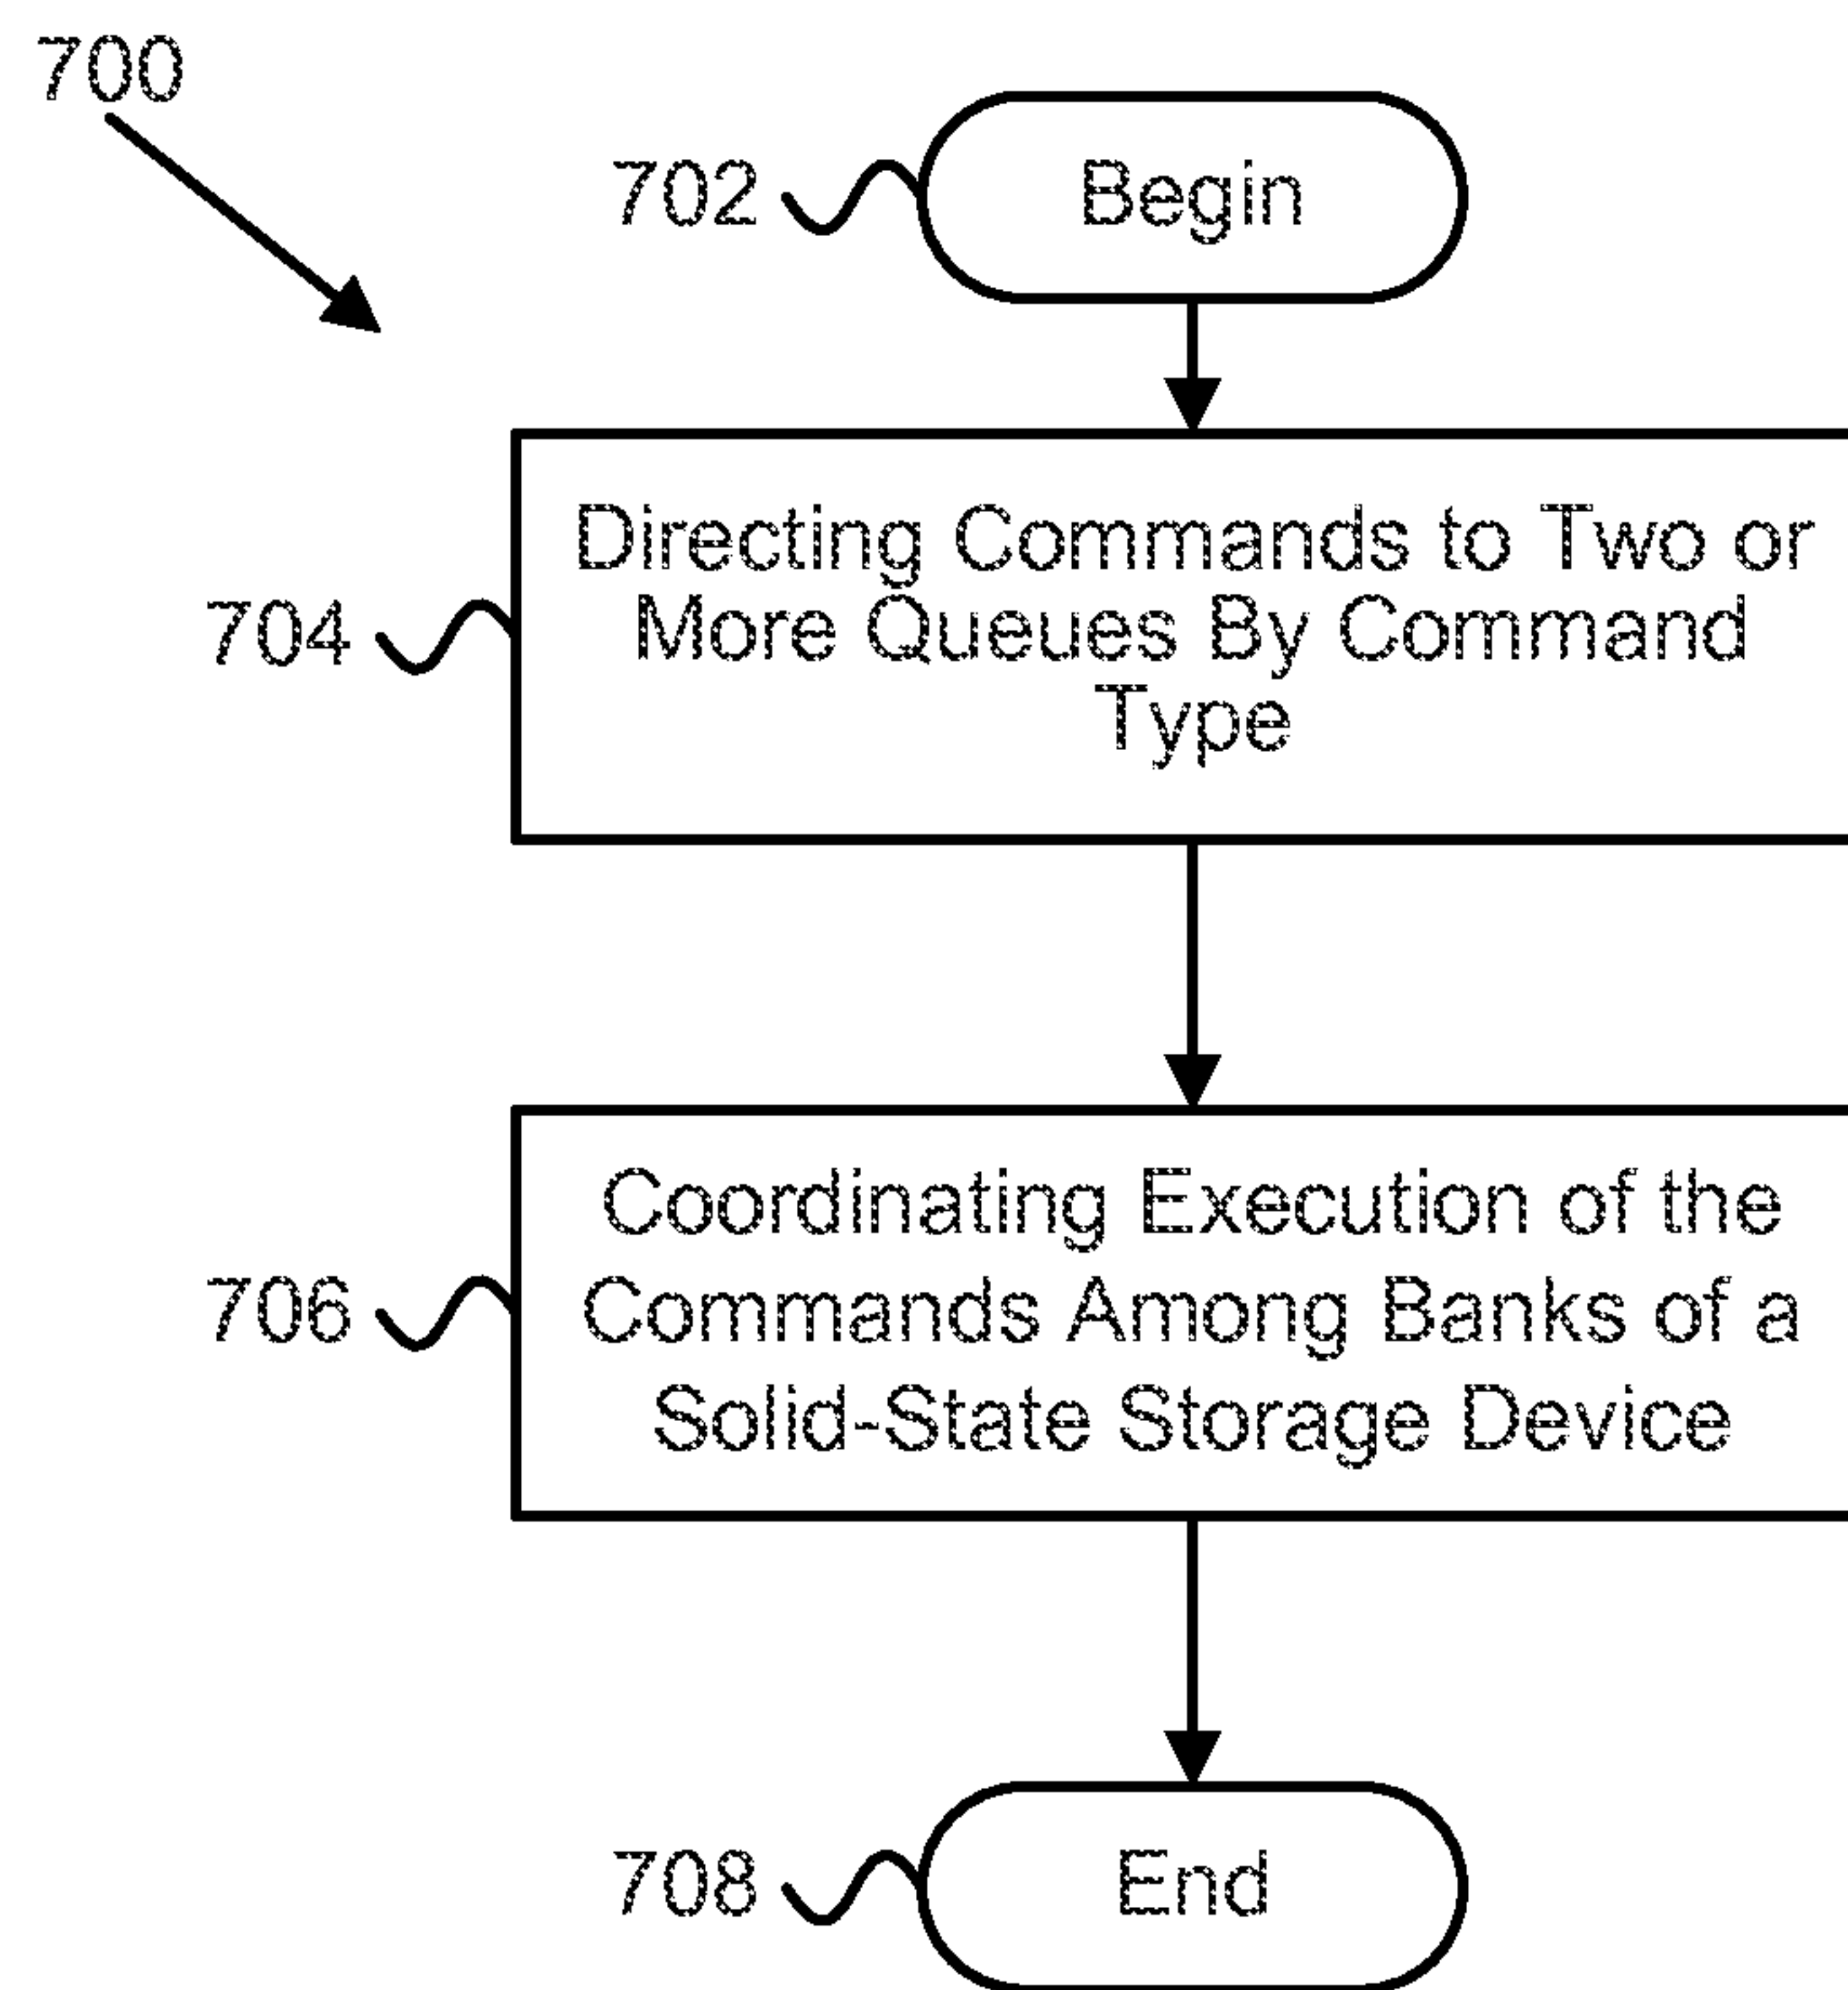 700
702
Begin
Directing Commands to Two or
More Queues By Command
Type
704
Coordinating Execution of the
Commands Among Banks of a
Solid-State Storage Device
706
708
End